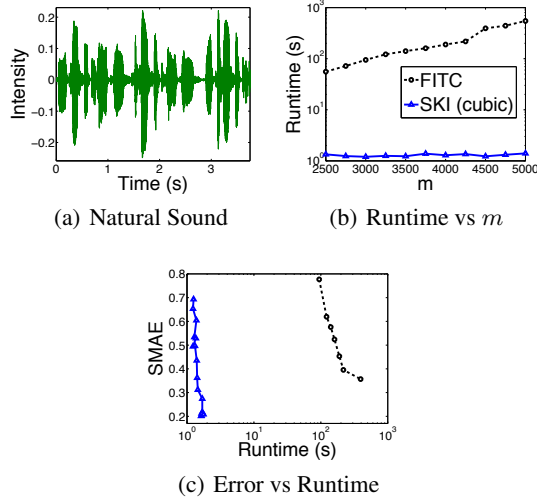 0.2
0.1
0
−0.1
−0.2
Intensity
0 1 2 3
Time (s)
(a) Natural Sound
10³
10²
10¹
10⁰
Runtime (s)
FITC
SKI (cubic)
2500 3000 3500 4000 4500 5000
m
(b) Runtime vs m
0.8
0.7
0.6
0.5
0.4
0.3
0.2
SMAE
10⁰ 10¹ 10² 10³
Runtime (s)
(c) Error vs Runtime